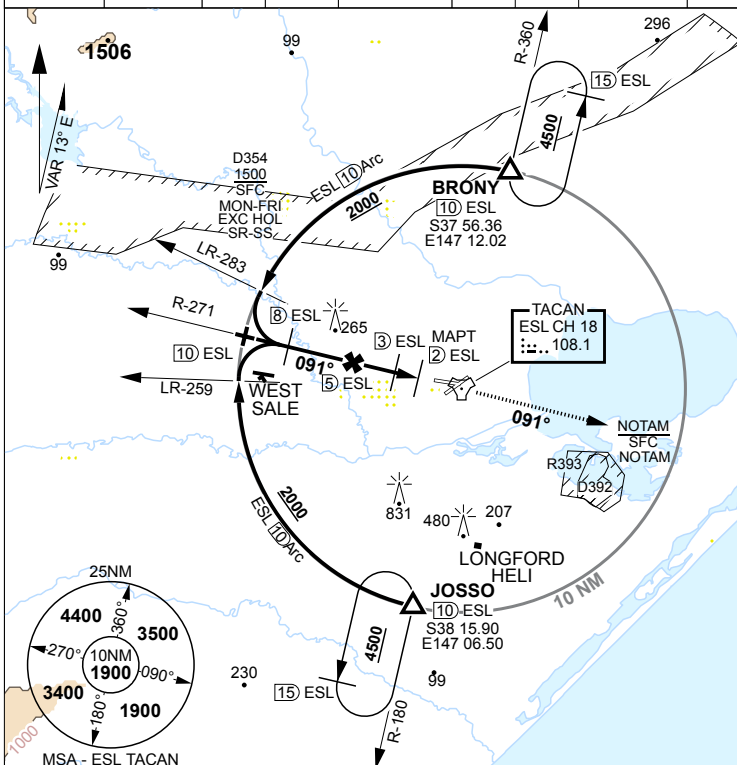 1506
99
296
R-360
15 ESL
4500
VAR 13° E
D354
1500
SFC
MON-FRI
EXC HOL
SR-SS
ESL 10 Arc
2000
BRONY
10 ESL
S37 56.36
E147 12.02
99
LR-283
R-271
8 ESL
265
3 ESL
MAPT
2 ESL
TACAN
ESL CH 18
108.1
10 ESL
091°
5 ESL
LR-259
WEST
SALE
091°
NOTAM
SFC
NOTAM
R393
D392
2000
ESL 10 Arc
831
480
207
LONGFORD
HELI
10 NM
JOSSO
10 ESL
S38 15.90
E147 06.50
4500
99
230
15 ESL
R-180
25NM
4400
360°
3500
270°
10NM
1900
090°
3400
180°
1900
1000
MSA - ESL TACAN